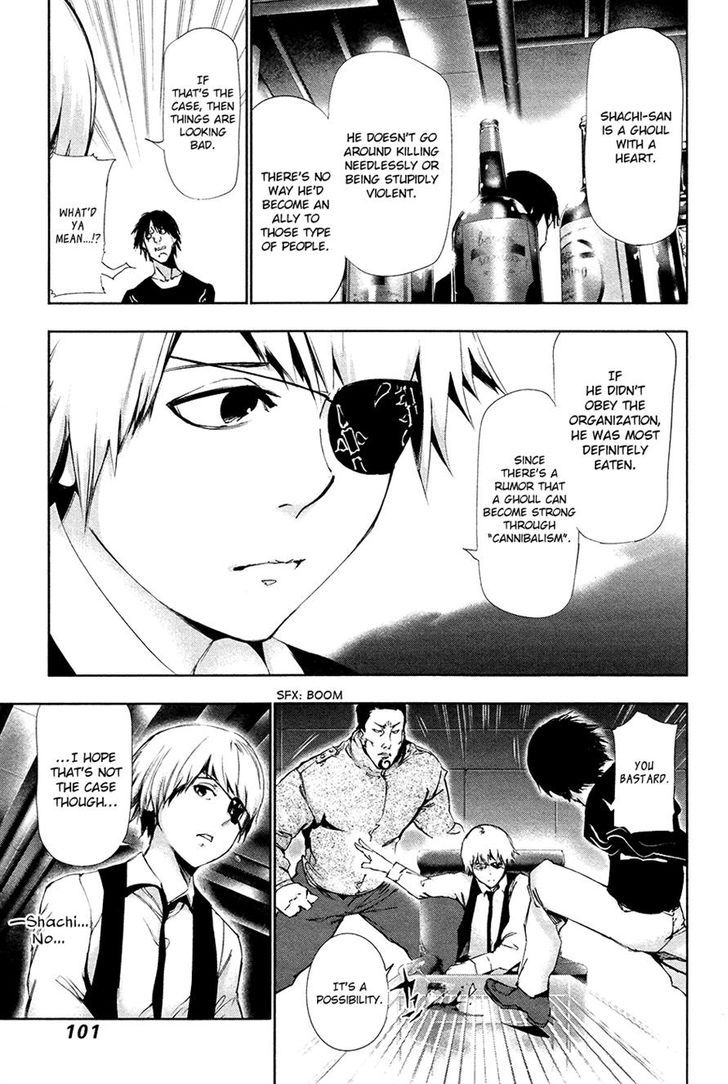 SHACHI-SAN
IS A GHOUL
WITH A
HEART.
HE DOESN'T GO
AROUND KILLING
NEEDLESSLY OR
BEING STUPIDLY
VIOLENT.
THERE'S NO
WAY HE'D
BECOME AN
ALLY TO
THOSE TYPE
OF PEOPLE.
IF
THAT'S THE
CASE, THEN
THINGS ARE
LOOKING
BAD.
WHAT'D
YA
MEAN...!?
IF
HE DIDN'T
OBEY THE
ORGANIZATION,
HE WAS MOST
DEFINITELY
EATEN.
SINCE
THERE'S A
RUMOR THAT
A GHOUL CAN
BECOME STRONG
THROUGH
"CANNIBALISM".
SFX: BOOM
YOU
BASTARD.
IT'S A
POSSIBILITY.
...I HOPE
THAT'S NOT
THE CASE
THOUGH...
—Shachi...
No...
101